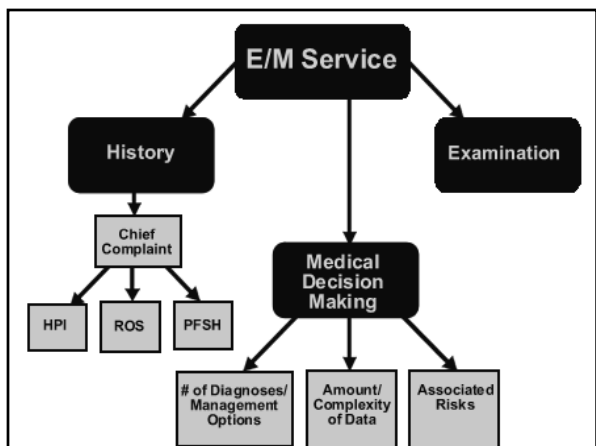 E/M Service
History
Examination
Chief
Complaint
Medical
Decision
Making
HPI
ROS
PFSH
# of Diagnoses/
Management
Options
Amount/
Complexity
of Data
Associated
Risks